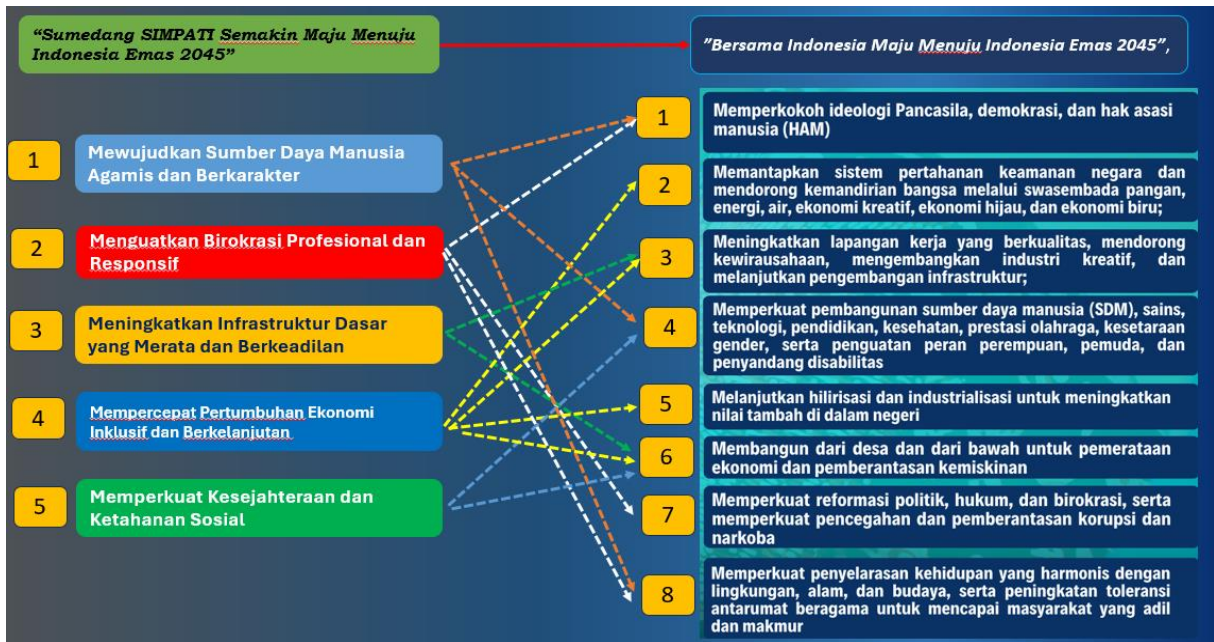 “Sumedang SIMPATI Semakin Maju Menuju
Indonesia Emas 2045”
”Bersama Indonesia Maju Menuju Indonesia Emas 2045”,
1
Mewujudkan Sumber Daya Manusia
Agamis dan Berkarakter
2
Menguatkan Birokrasi Profesional dan
Responsif
3
Meningkatkan Infrastruktur Dasar
yang Merata dan Berkeadilan
4
Mempercepat Pertumbuhan Ekonomi
Inklusif dan Berkelanjutan
5
Memperkuat Kesejahteraan dan
Ketahanan Sosial
1
Memperkokoh ideologi Pancasila, demokrasi, dan hak asasi
manusia (HAM)
2
Memantapkan sistem pertahanan keamanan negara dan
mendorong kemandirian bangsa melalui swasembada pangan,
energi, air, ekonomi kreatif, ekonomi hijau, dan ekonomi biru;
3
Meningkatkan lapangan kerja yang berkualitas, mendorong
kewirausahaan, mengembangkan industri kreatif, dan
melanjutkan pengembangan infrastruktur;
4
Memperkuat pembangunan sumber daya manusia (SDM), sains,
teknologi, pendidikan, kesehatan, prestasi olahraga, kesetaraan
gender, serta penguatan peran perempuan, pemuda, dan
penyandang disabilitas
5
Melanjutkan hilirisasi dan industrialisasi untuk meningkatkan
nilai tambah di dalam negeri
6
Membangun dari desa dan dari bawah untuk pemerataan
ekonomi dan pemberantasan kemiskinan
7
Memperkuat reformasi politik, hukum, dan birokrasi, serta
memperkuat pencegahan dan pemberantasan korupsi dan
narkoba
8
Memperkuat penyelarasan kehidupan yang harmonis dengan
lingkungan, alam, dan budaya, serta peningkatan toleransi
antarumat beragama untuk mencapai masyarakat yang adil
dan makmur